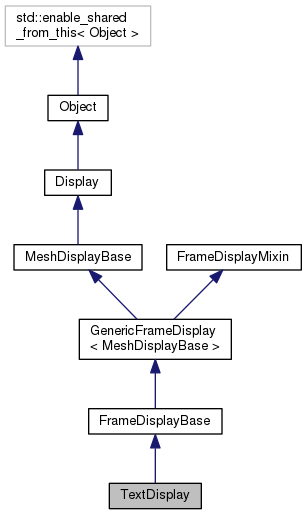 std::enable_shared
_from_this< Object >
Object
Display
MeshDisplayBase
FrameDisplayMixin
GenericFrameDisplay
< MeshDisplayBase >
FrameDisplayBase
TextDisplay